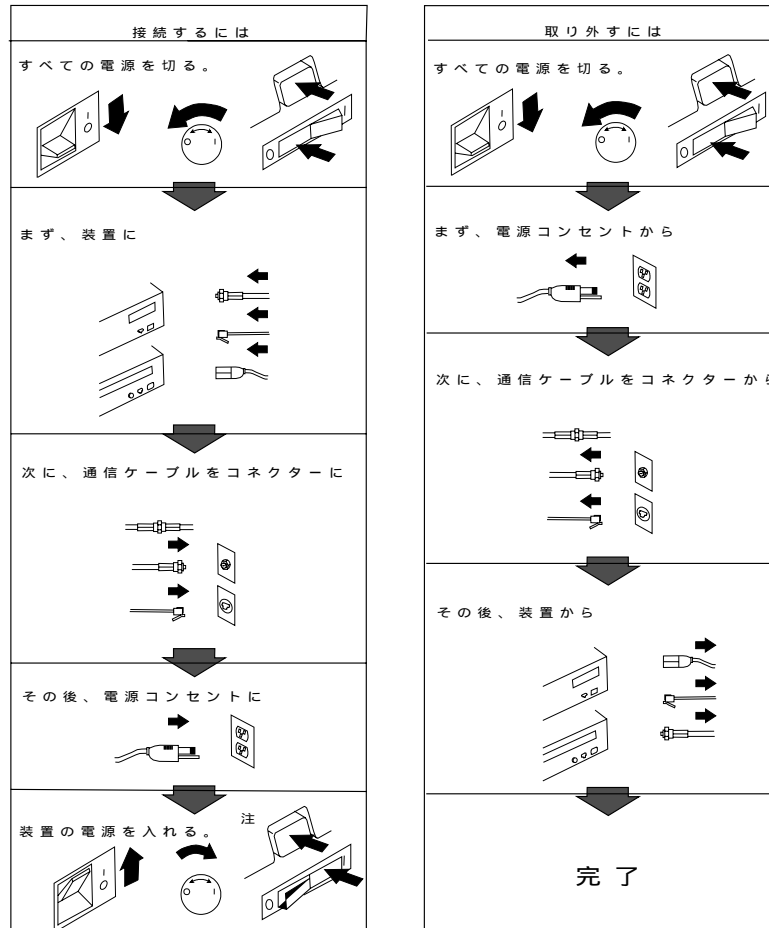 接続するには
すべての電源を切る。
まず、装置に
次に、通信ケーブルをコネクターに
その後、電源コンセントに
装置の電源を入れる。
注
取り外すには
すべての電源を切る。
まず、電源コンセントから
次に、通信ケーブルをコネクターから
その後、装置から
完了